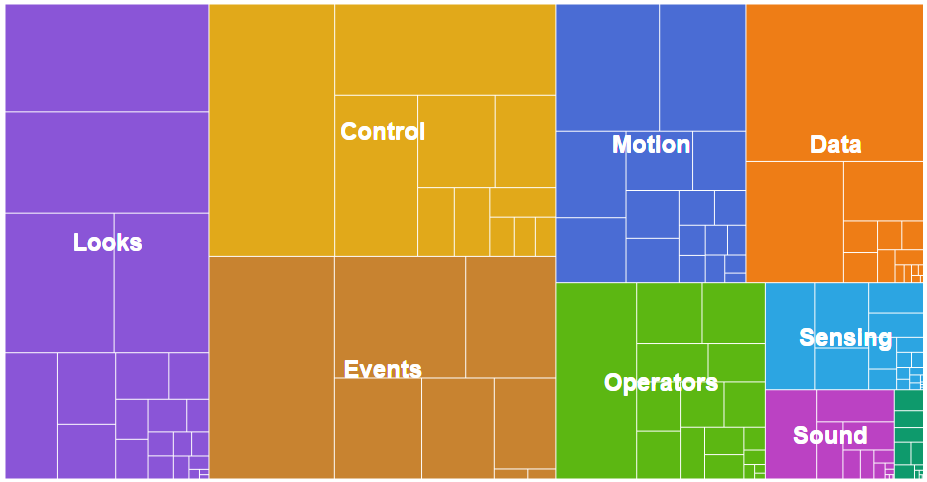 Looks
Control
Events
Motion
Data
Operators
Sensing
Sound